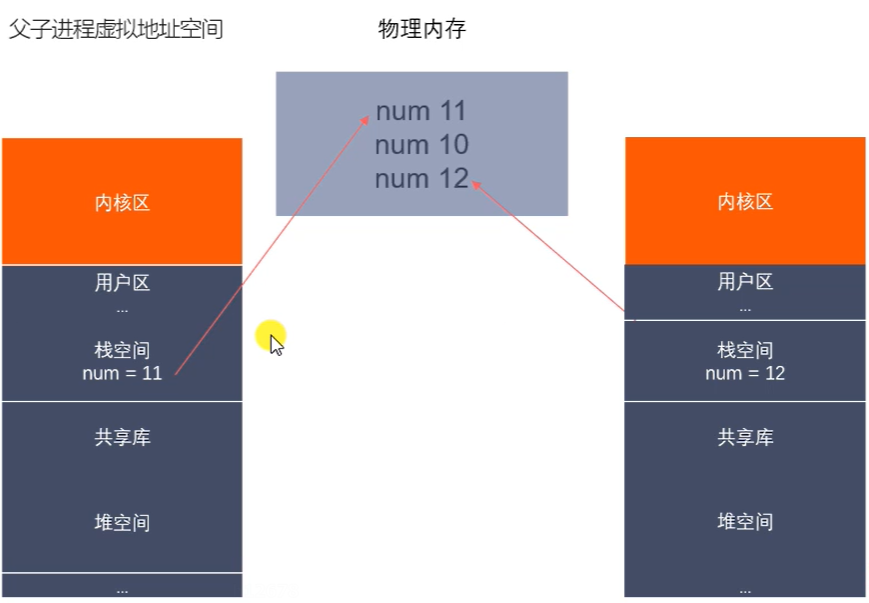 父子进程虚拟地址空间
物理内存
num 11
num 10
num 12
内核区
用户区
...
栈空间
num = 11
共享库
堆空间
...
内核区
用户区
...
栈空间
num = 12
共享库
堆空间
...